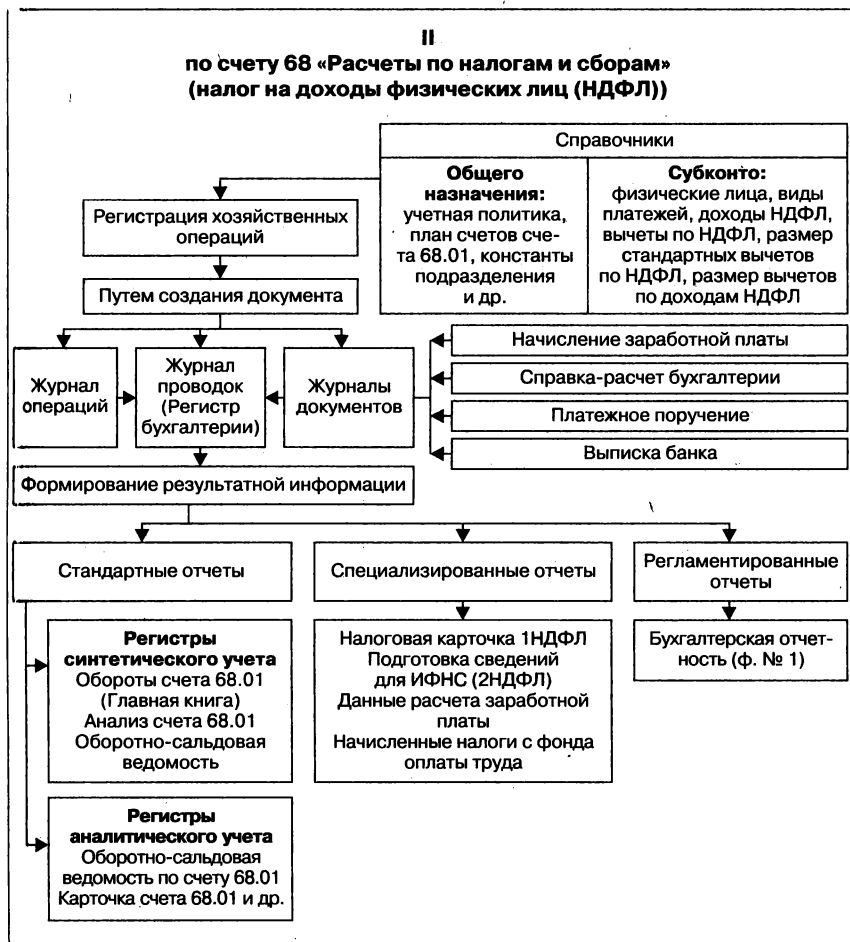 II
по счету 68 «Расчеты по налогам и сборам»
(налог на доходы физических лиц (НДФЛ))
Справочники
Общего
назначения:
учетная политика,
план счетов сче-
та 68.01, константы
подразделения
и др.
Субконто:
физические лица, виды
платежей, доходы НДФЛ,
вычеты по НДФЛ, размер
стандартных вычетов
по НДФЛ, размер вычетов
по доходам НДФЛ
Регистрация хозяйственных
операций
Путем создания документа
Журнал
операций
Журнал
проводок
(Регистр
бухгалтерии)
Журналы
документов
Начисление заработной платы
Справка-расчет бухгалтерии
Платежное поручение
Выписка банка
Формирование результатной информации
Стандартные отчеты
Специализированные отчеты
Регламентированные
отчеты
Регистры
синтетического учета
Обороты счета 68.01
(Главная книга)
Анализ счета 68.01
Оборотно-сальдовая
ведомость
Налоговая карточка 1НДФЛ
Подготовка сведений
для ИФНС (2НДФЛ)
Данные расчета заработной
платы
Начисленные налоги с фонда
оплаты труда
Бухгалтерская отчет-
ность (ф. № 1)
Регистры
аналитического учета
Оборотно-сальдовая
ведомость по счету 68.01
Карточка счета 68.01 и др.